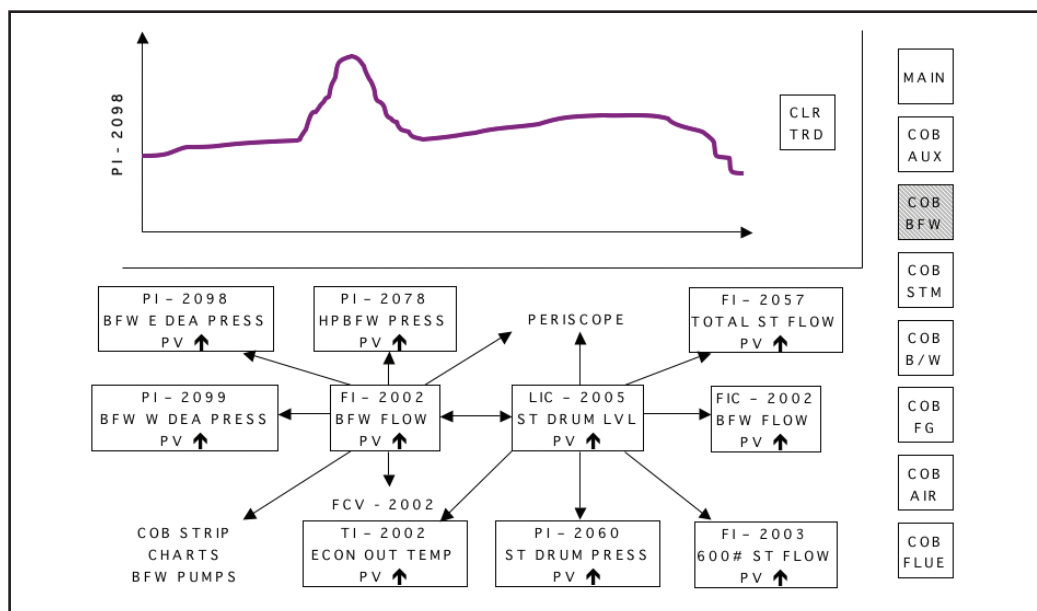 PI - 2098
CLR
TRD
MAIN
COB
AUX
COB
BFW
COB
STM
COB
B/W
COB
FG
COB
AIR
COB
FLUE
PI – 2098
BFW E DEA PRESS
PV
PI – 2078
HPBFW PRESS
PV
PERISCOPE
FI – 2057
TOTAL ST FLOW
PV
PI – 2099
BFW W DEA PRESS
PV
FI – 2002
BFW FLOW
PV
LIC – 2005
ST DRUM LVL
PV
FIC – 2002
BFW FLOW
PV
COB STRIP
CHARTS
BFW PUMPS
FCV - 2002
TI – 2002
ECON OUT TEMP
PV
PI – 2060
ST DRUM PRESS
PV
FI – 2003
600# ST FLOW
PV